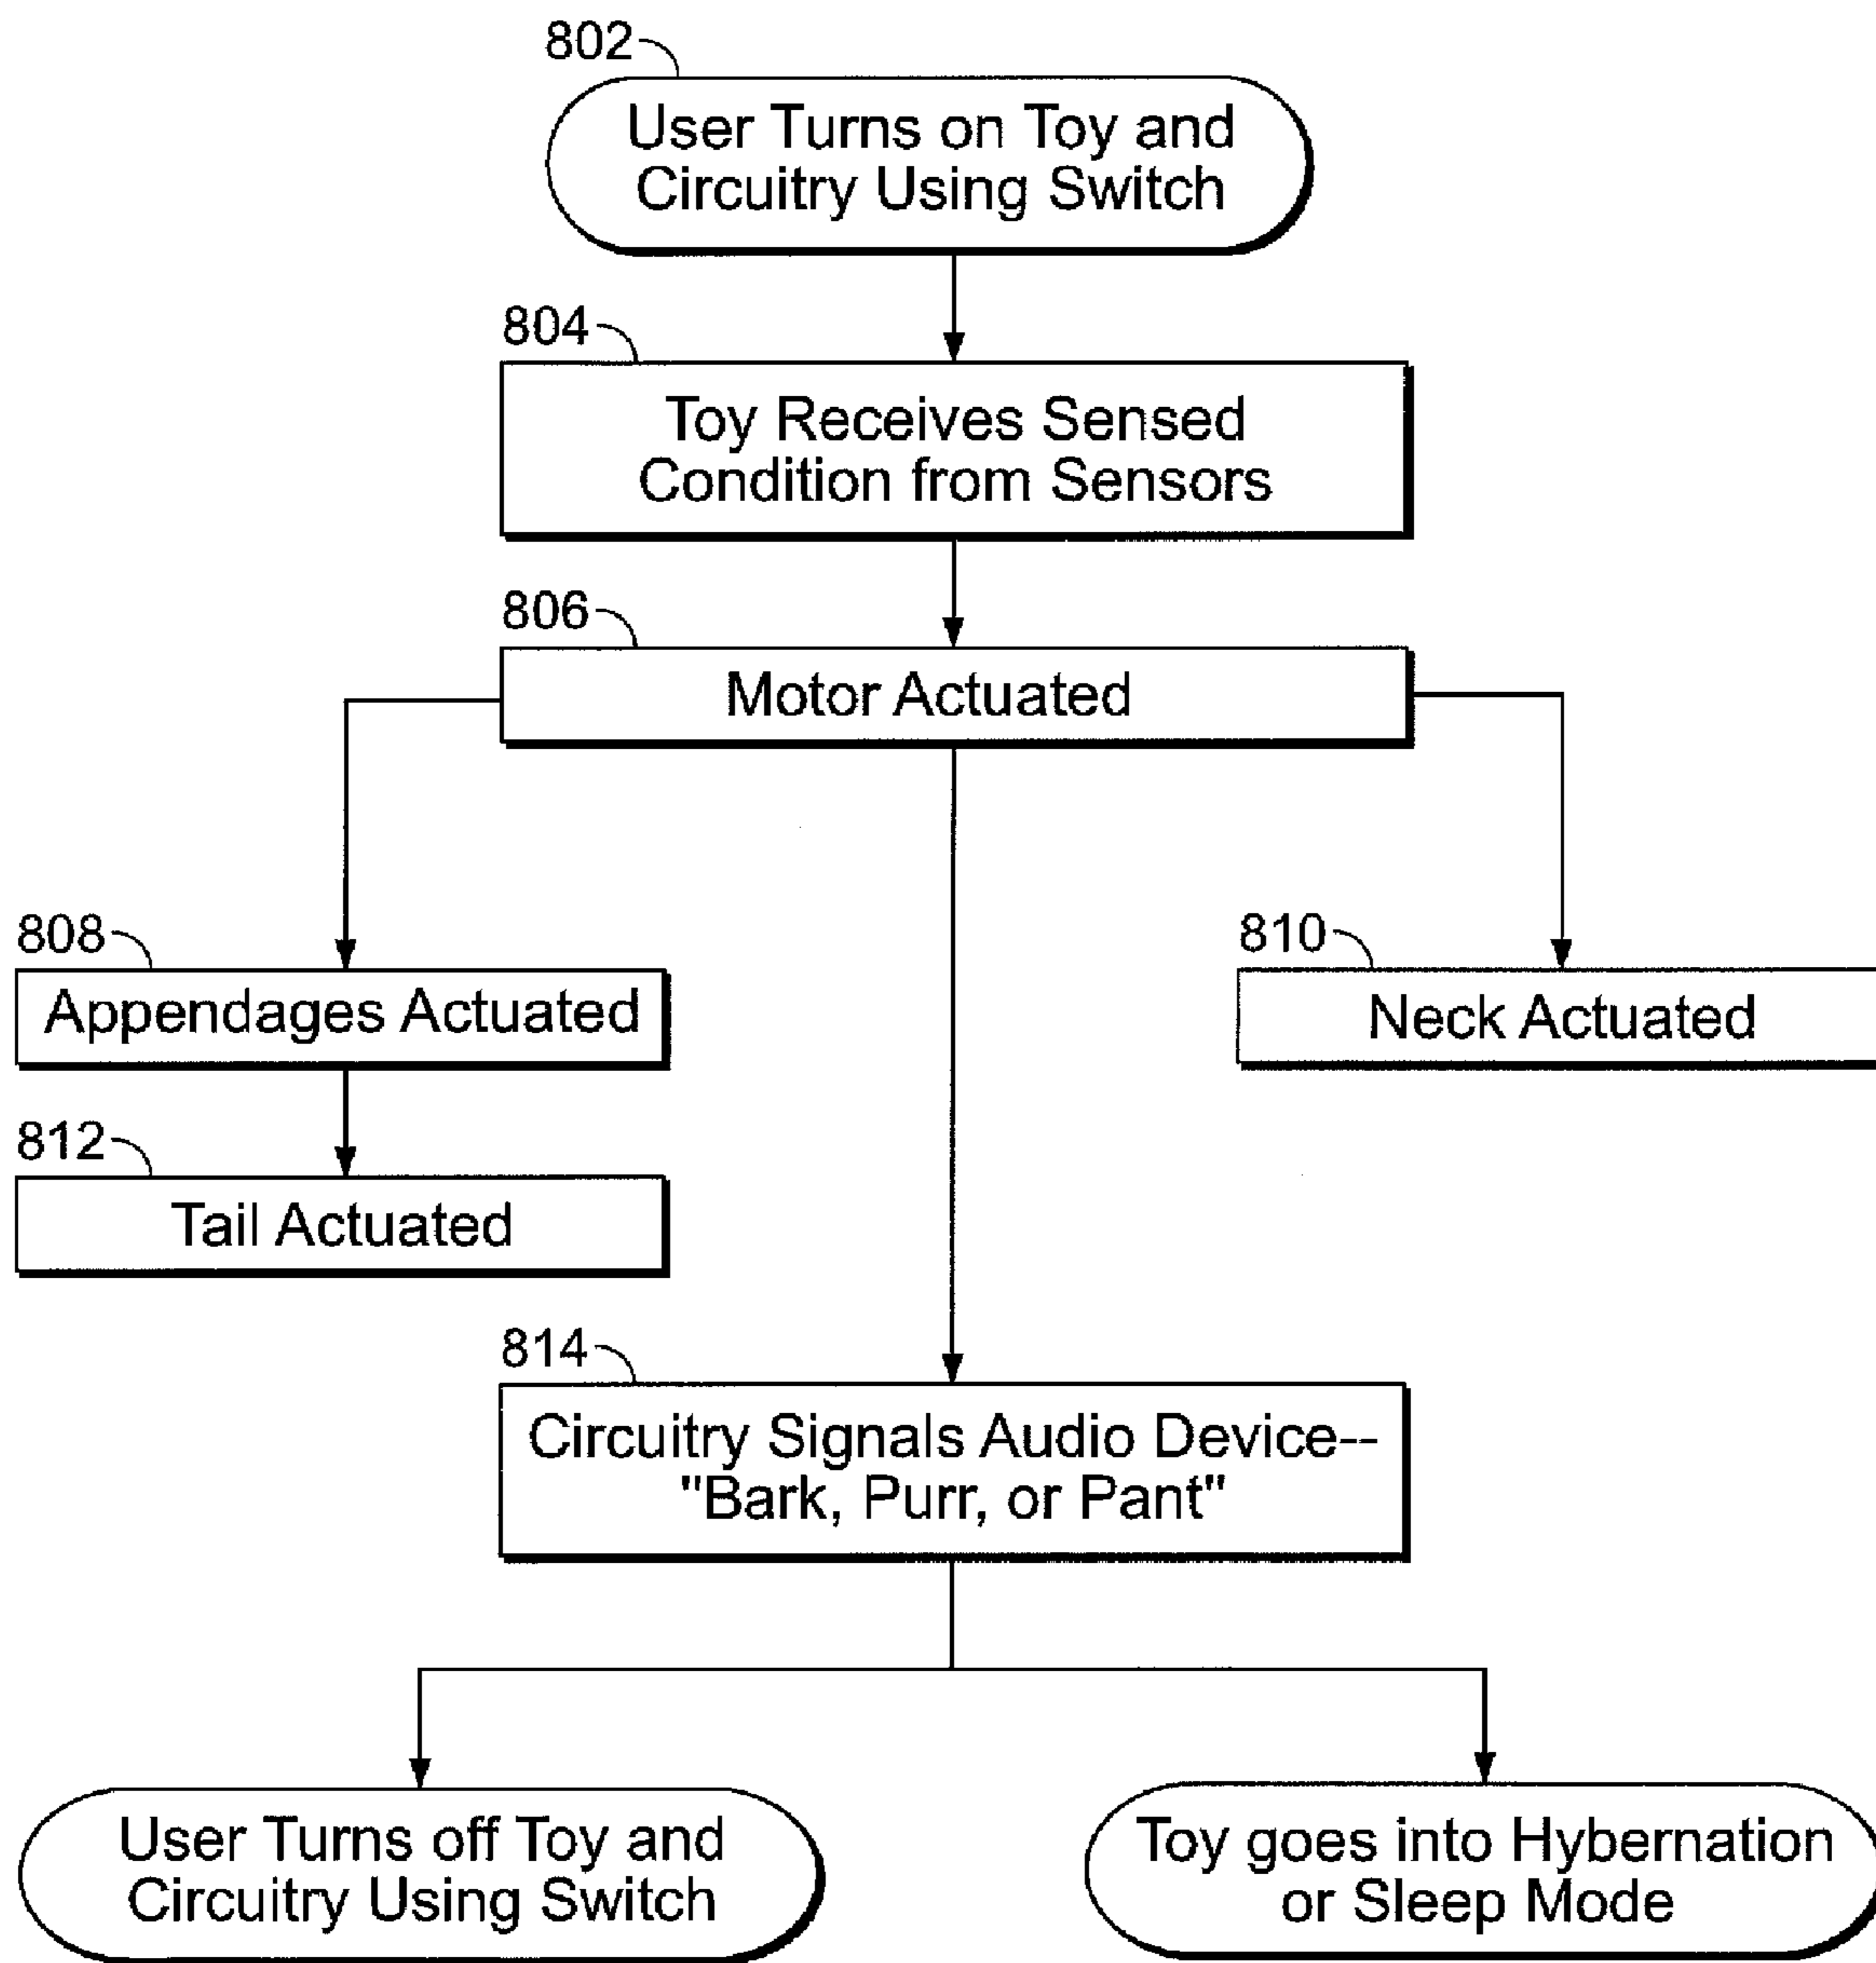 802
User Turns on Toy and
Circuitry Using Switch
804
Toy Receives Sensed
Condition from Sensors
806
Motor Actuated
808
Appendages Actuated
810
Neck Actuated
812
Tail Actuated
814
Circuitry Signals Audio Device--
"Bark, Purr, or Pant"
User Turns off Toy and
Circuitry Using Switch
Toy goes into Hybernation
or Sleep Mode